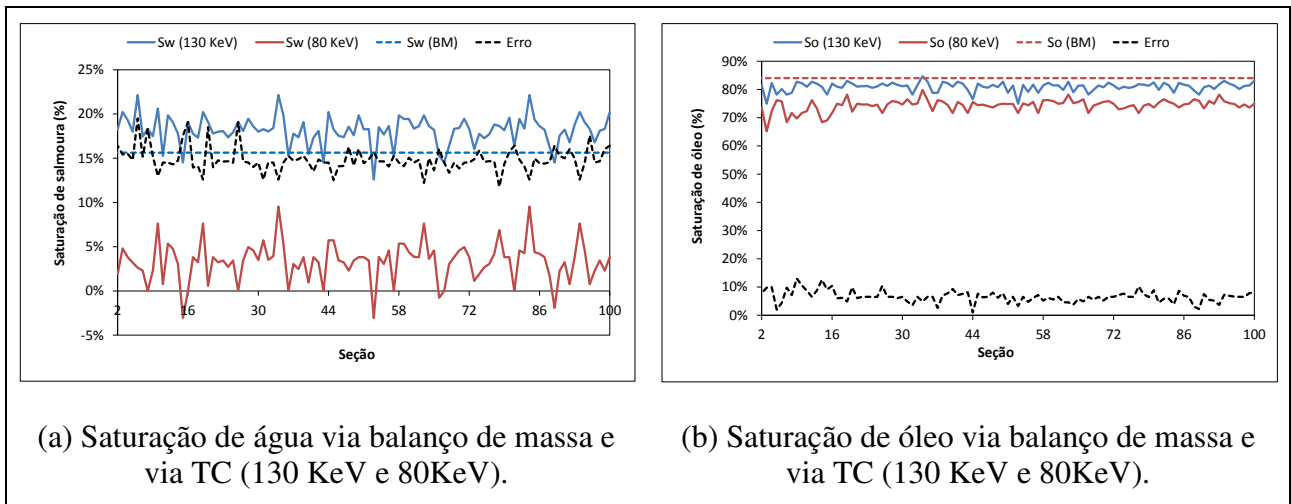 Sw (130 KeV) Sw (80 KeV) Sw (BM) Erro
25%
20%
15%
10%
5%
0%
-5%
Saturação de salmoura (%)
2 16 30 44 58 72 86 100
Seção
So (130 KeV) So (80 KeV) So (BM) Erro
90%
80%
70%
60%
50%
40%
30%
20%
10%
0%
Saturação de óleo (%)
2 16 30 44 58 72 86 100
Seção
(a) Saturação de água via balanço de massa e
via TC (130 KeV e 80KeV).
(b) Saturação de óleo via balanço de massa e
via TC (130 KeV e 80KeV).